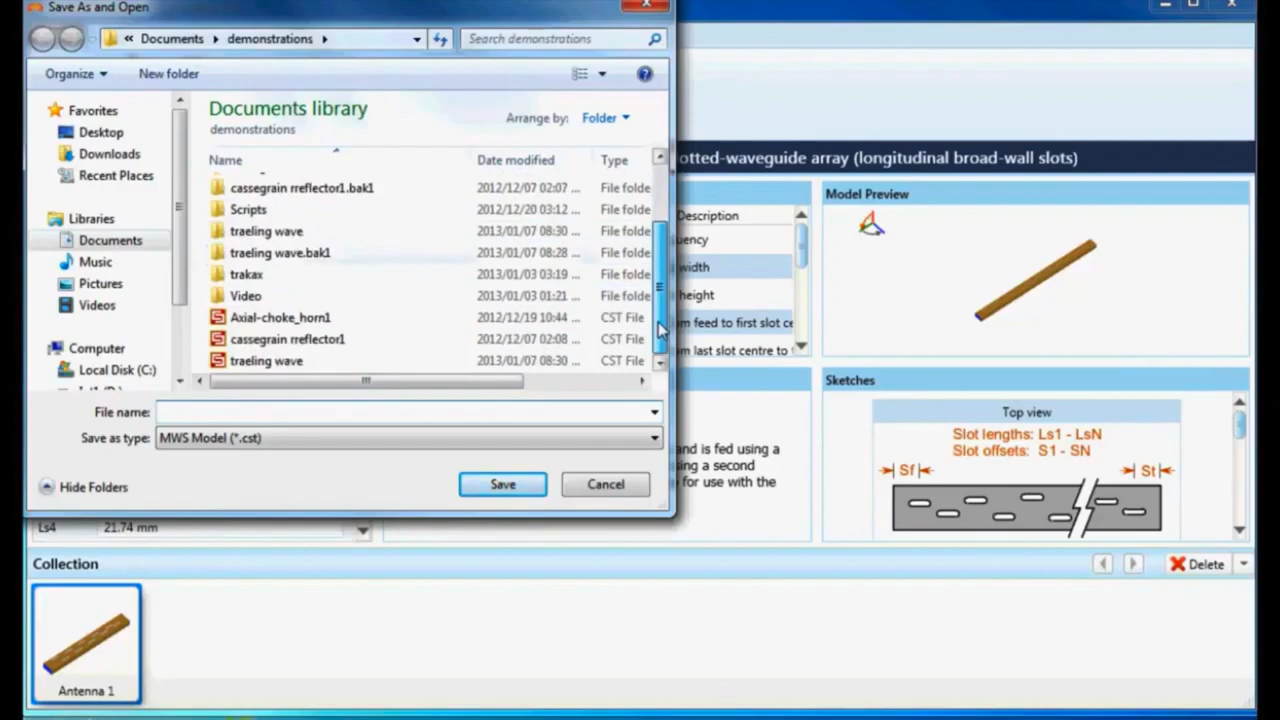 Save As and Open
« Documents ▸ demonstrations ▸
Search demonstrations
Organize
New folder
Favorites
Desktop
Downloads
Recent Places
Libraries
Documents
Music
Pictures
Videos
Computer
Local Disk (C:)
Documents library
demonstrations
Arrange by: Folder
Name Date modified Type
cassegrain rreflector1.bak1 2012/12/07 02:07 ... File folde
Scripts 2012/12/20 03:12 ... File folde
traeling wave 2013/01/07 08:30 ... File folde
traeling wave.bak1 2013/01/07 08:28 ... File folde
trakax 2013/01/03 03:19 ... File folde
Video 2013/01/03 01:21 ... File folde
Axial-choke_horn1 2012/12/19 10:44 ... CST File
cassegrain rreflector1 2012/12/07 02:08 ... CST File
traeling wave 2013/01/07 08:30 ... CST File
File name:
Save as type: MWS Model (*.cst)
Hide Folders
Save
Cancel
otted-waveguide array (longitudinal broad-wall slots)
Description
uency
width
height
m feed to first slot ce
m last slot centre to
Model Preview
and is fed using a
sing a second
for use with the
Sketches
Top view
Slot lengths: Ls1 - LsN
Slot offsets: S1 - SN
Sf
St
Ls4 21.74 mm
Collection
Delete
Antenna 1